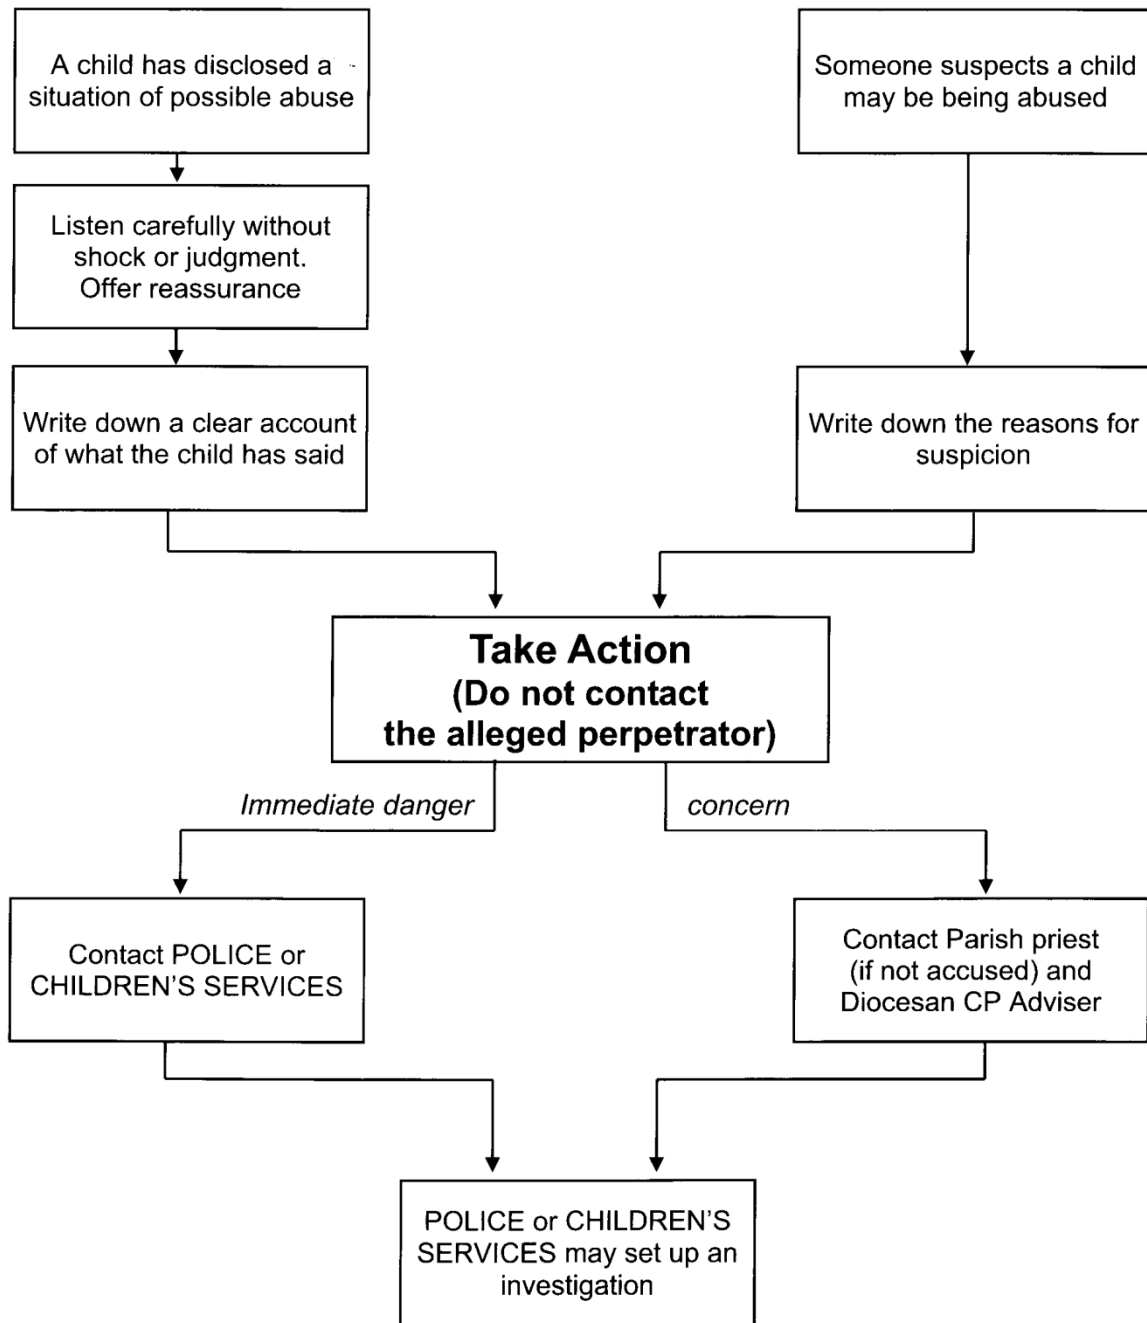 A child has disclosed a
situation of possible abuse
Someone suspects a child
may be being abused
Listen carefully without
shock or judgment.
Offer reassurance
Write down a clear account
of what the child has said
Write down the reasons for
suspicion
Take Action
(Do not contact
the alleged perpetrator)
Immediate danger
concern
Contact POLICE or
CHILDREN'S SERVICES
Contact Parish priest
(if not accused) and
Diocesan CP Adviser
POLICE or CHILDREN'S
SERVICES may set up an
investigation